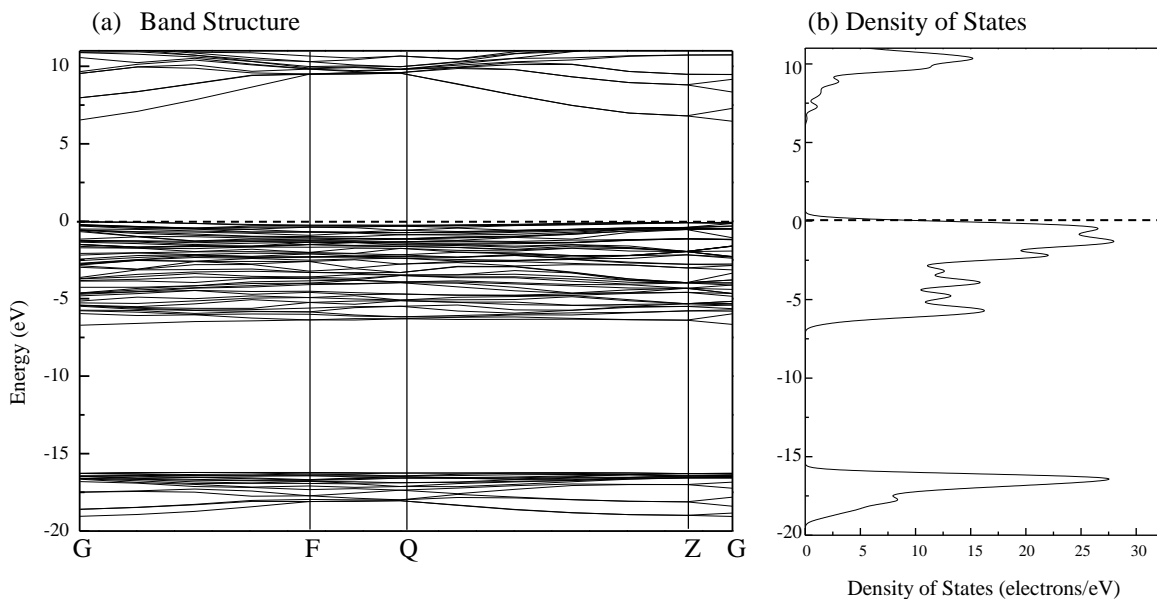 (a) Band Structure
(b) Density of States
10
5
0
-5
-10
-15
-20
Energy (eV)
G
F
Q
Z
G
10
5
0
-5
-10
-15
-20
0
5
10
15
20
25
30
Density of States (electrons/eV)